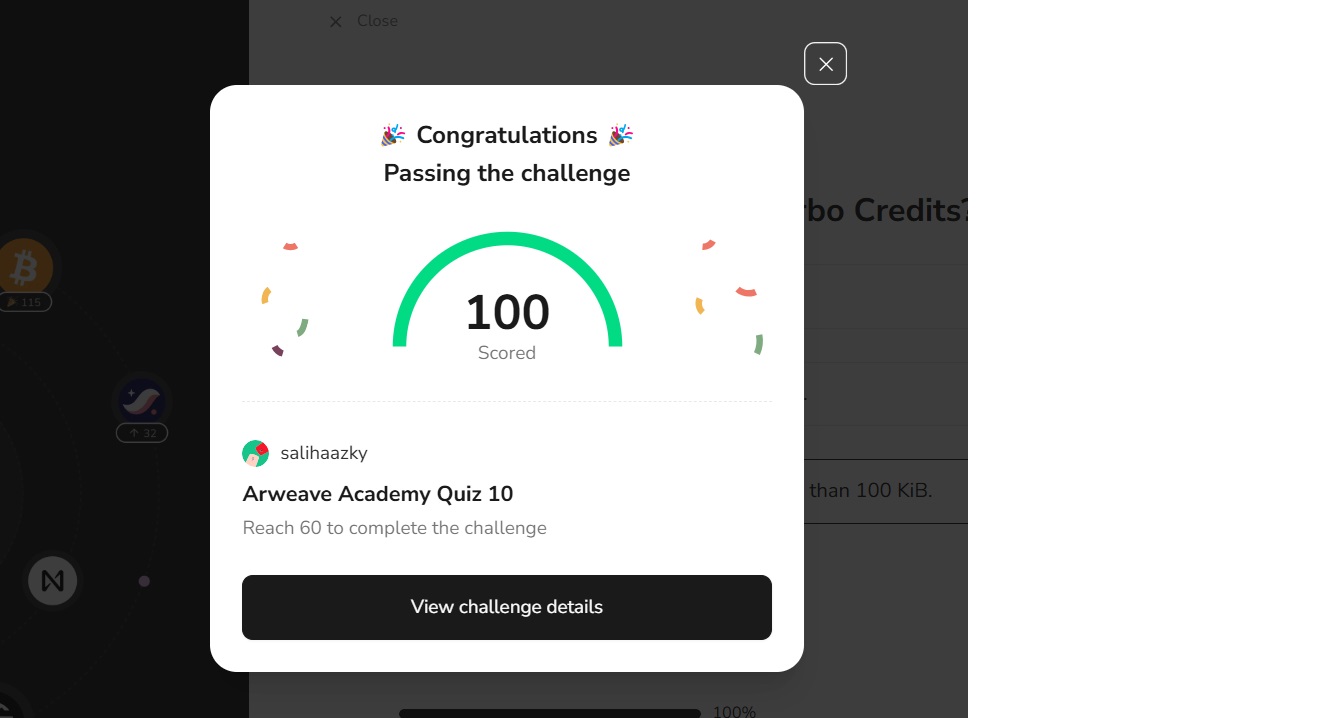 Close
Congratulations
Passing the challenge
rbo Credits?
115
100
Scored
32
salihaazky
Arweave Academy Quiz 10
than 100 KiB.
Reach 60 to complete the challenge
View challenge details
100%